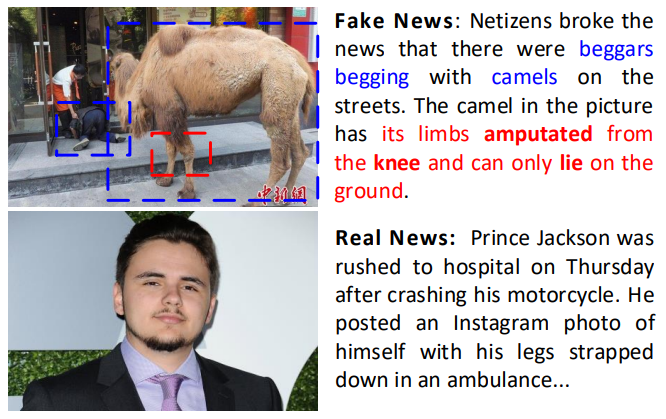 Fake News: Netizens broke the
news that there were beggars
begging with camels on the
streets. The camel in the picture
has its limbs amputated from
the knee and can only lie on the
ground.
中新網
Real News: Prince Jackson was
rushed to hospital on Thursday
after crashing his motorcycle. He
posted an Instagram photo of
himself with his legs strapped
down in an ambulance...